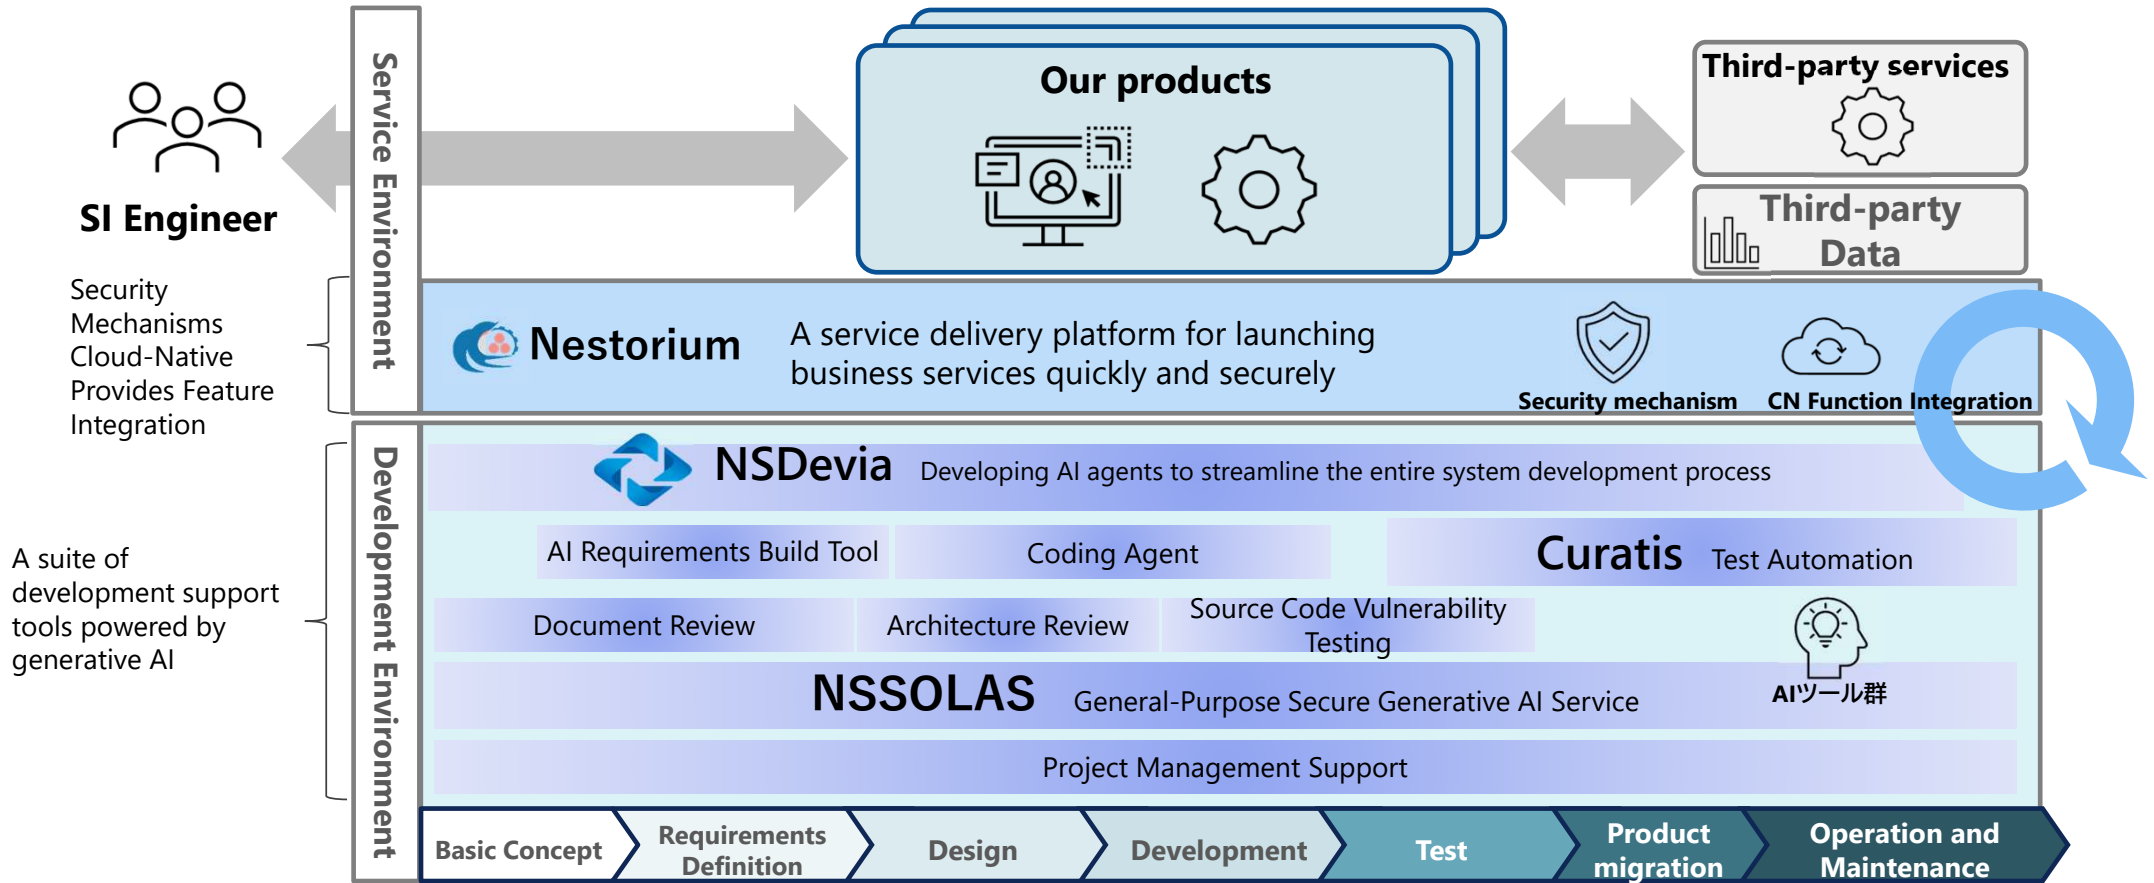 Service Environment
Our products
Third-party services
Third-party
Data
SI Engineer
Security
Mechanisms
Cloud-Native
Provides Feature
Integration
Nestorium
A service delivery platform for launching
business services quickly and securely
Security mechanism
CN Function Integration
Development Environment
NSDevia
Developing AI agents to streamline the entire system development process
AI Requirements Build Tool
Coding Agent
Curatis
Test Automation
A suite of
development support
tools powered by
generative AI
Document Review
Architecture Review
Source Code Vulnerability
Testing
NSSOLAS
General-Purpose Secure Generative AI Service
AIツール群
Project Management Support
Basic Concept
Requirements
Definition
Design
Development
Test
Product
migration
Operation and
Maintenance